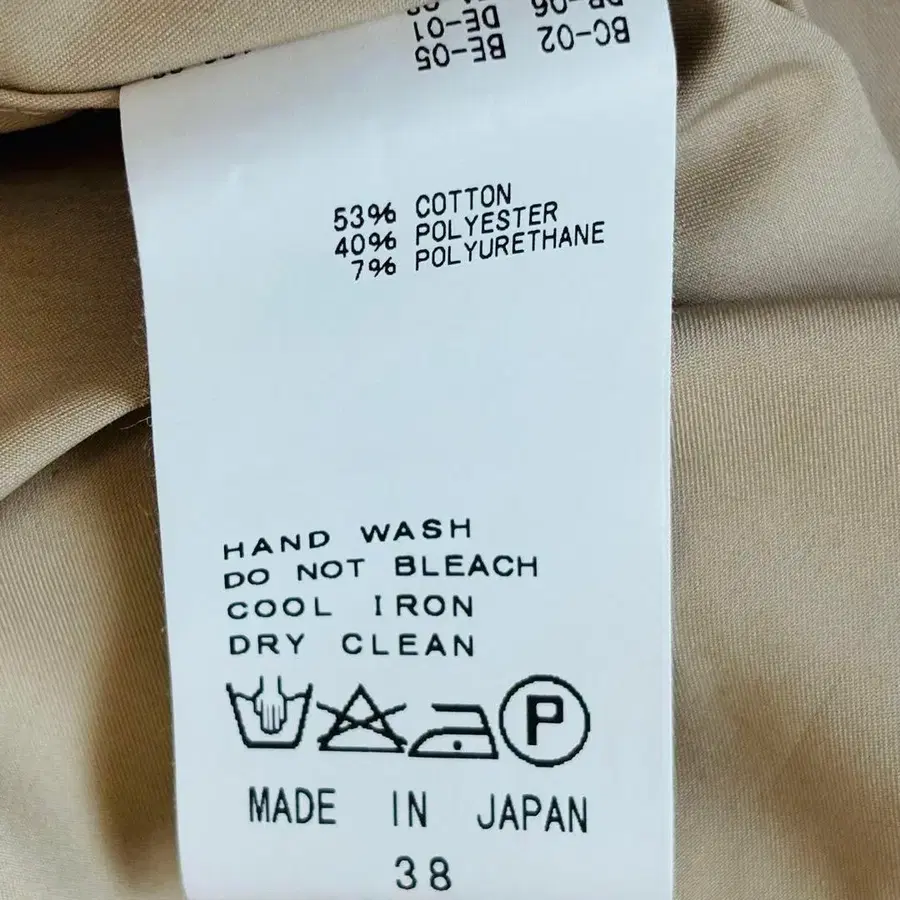 DE-01
BE-05 BC-02
53% COTTON
40% POLYESTER
7% POLYURETHANE
HAND WASH
DO NOT BLEACH
COOL IRON
DRY CLEAN
P
MADE IN JAPAN
38